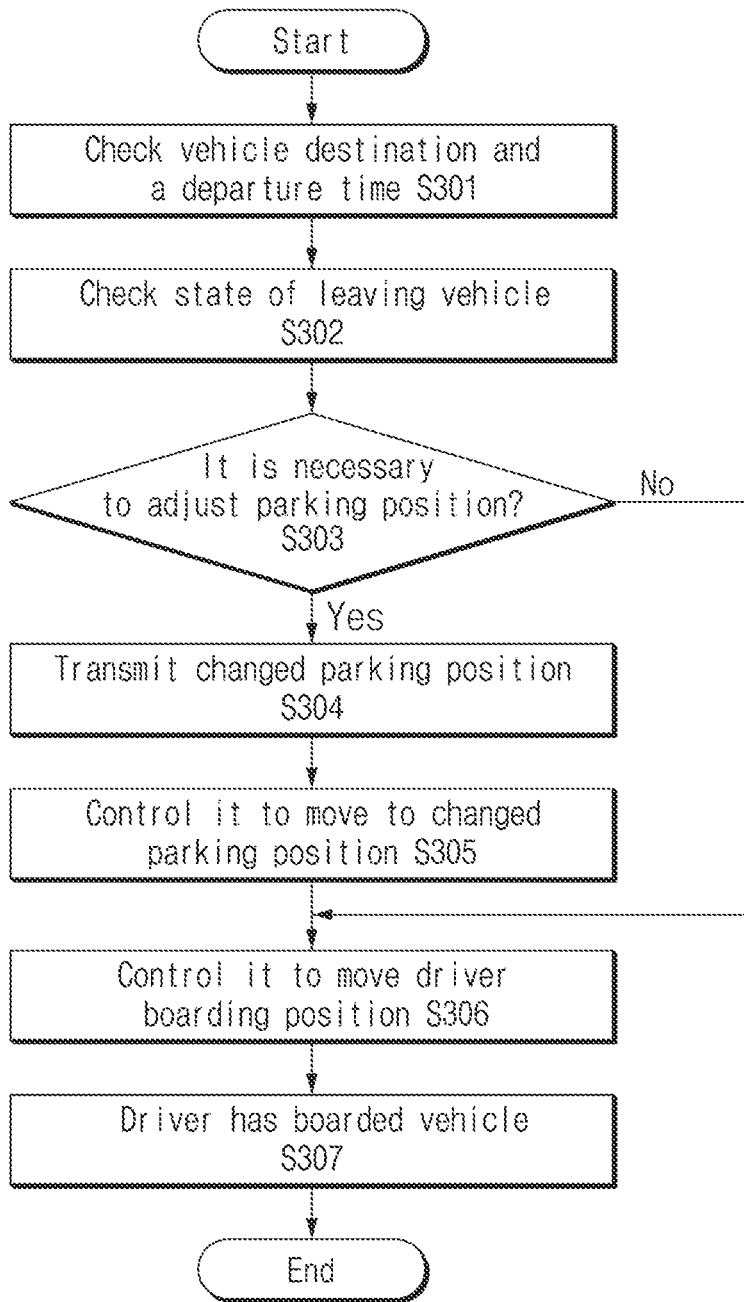 Start
Check vehicle destination and
a departure time S301
Check state of leaving vehicle
S302
It is necessary
to adjust parking position?
S303
No
Yes
Transmit changed parking position
S304
Control it to move to changed
parking position S305
Control it to move driver
boarding position S306
Driver has boarded vehicle
S307
End